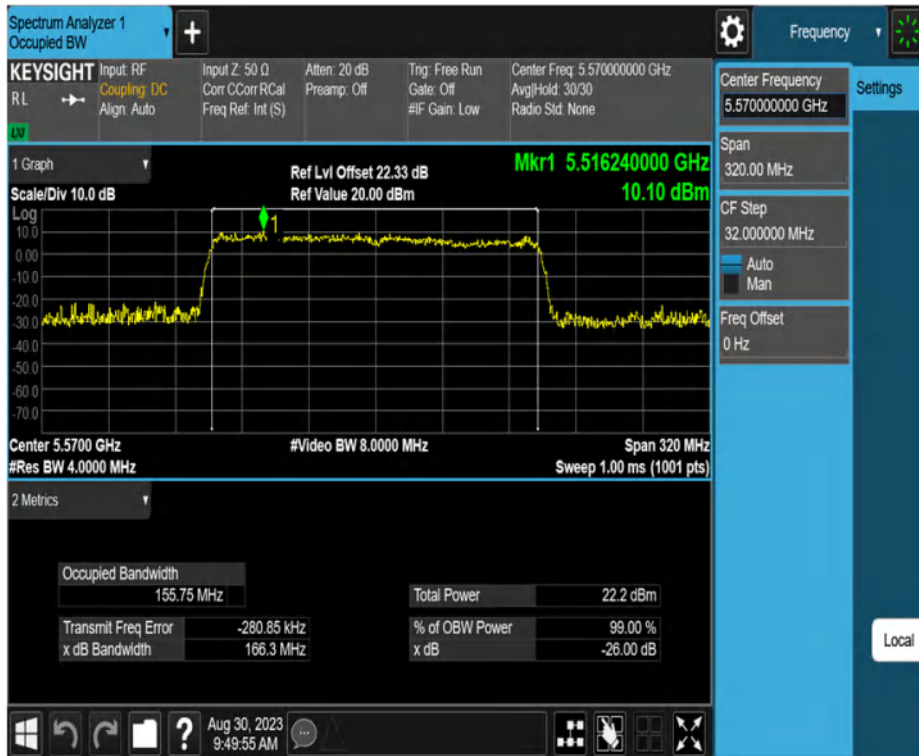 Spectrum Analyzer 1
Occupied BW
+
Frequency
KEYSIGHT
RL
LXI
Input: RF
Coupling: DC
Align: Auto
Input Z: 50 Ω
Corr CCorr RCal
Freq Ref: Int (S)
Atten: 20 dB
Preamp: Off
Trig: Free Run
Gate: Off
#IF Gain: Low
Center Freq: 5.570000000 GHz
Avg|Hold: 30/30
Radio Std: None
Center Frequency
5.570000000 GHz
Settings
Span
320.00 MHz
CF Step
32.000000 MHz
Auto
Man
Freq Offset
0 Hz
1 Graph
Scale/Div 10.0 dB
Ref Lvl Offset 22.33 dB
Ref Value 20.00 dBm
Mkr1 5.516240000 GHz
10.10 dBm
Log
1
10.0
0.00
-10.0
-20.0
-30.0
-40.0
-50.0
-60.0
-70.0
Center 5.5700 GHz
#Video BW 8.0000 MHz
Span 320 MHz
#Res BW 4.0000 MHz
Sweep 1.00 ms (1001 pts)
2 Metrics
Occupied Bandwidth
155.75 MHz
Total Power 22.2 dBm
Transmit Freq Error -280.85 kHz
% of OBW Power 99.00 %
x dB Bandwidth 166.3 MHz
x dB -26.00 dB
Local
?
Aug 30, 2023
9:49:55 AM